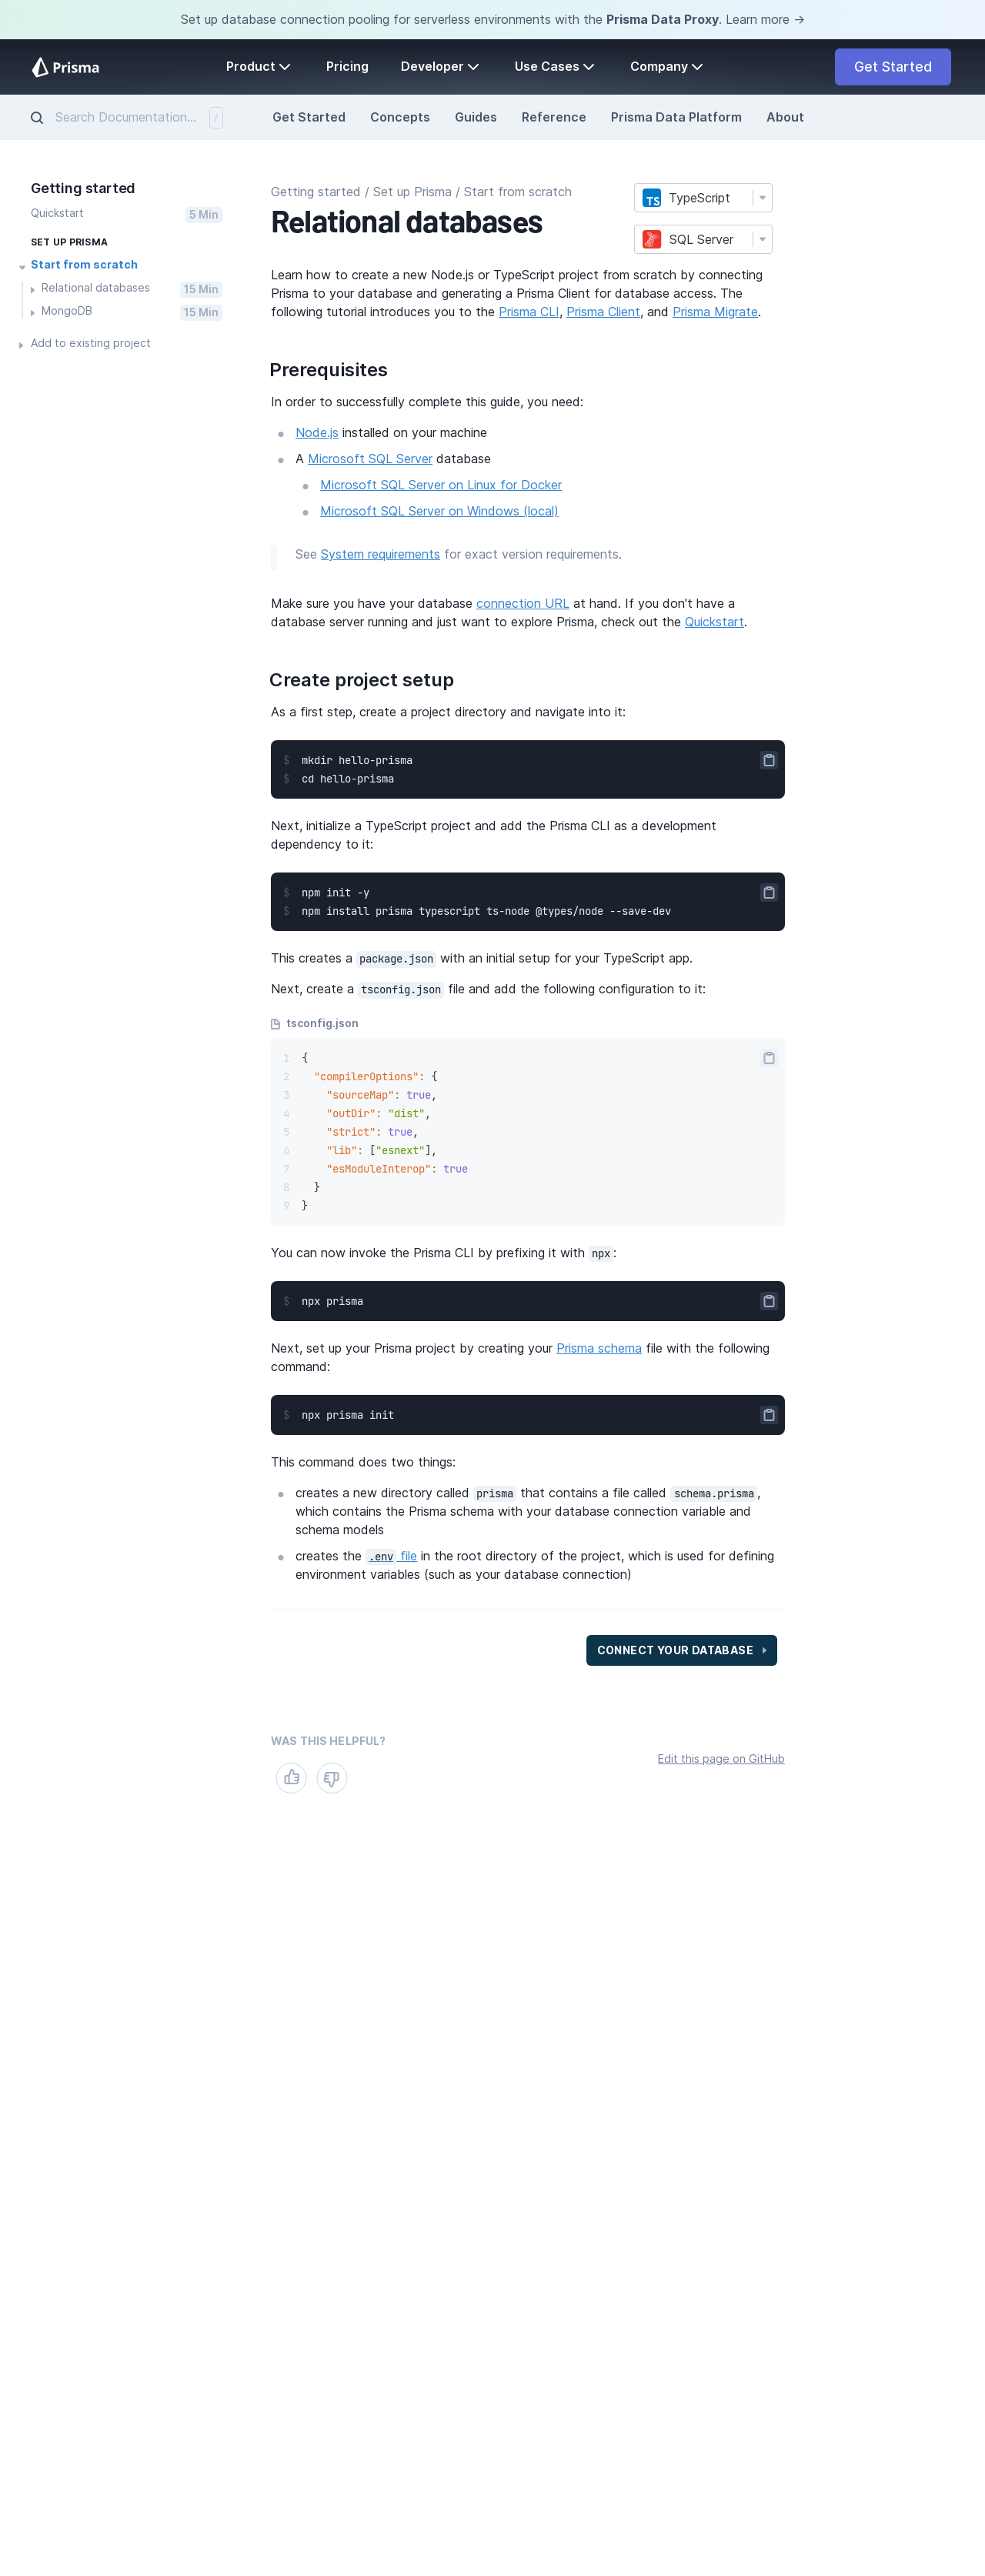 Set up database connection pooling for serverless environments with the Prisma Data Proxy. Learn more →
Prisma
Product
Pricing
Developer
Use Cases
Company
Get Started
Search Documentation...
/
Get Started
Concepts
Guides
Reference
Prisma Data Platform
About
Getting started
Quickstart
5 Min
SET UP PRISMA
Start from scratch
Relational databases
15 Min
MongoDB
15 Min
Add to existing project
Getting started / Set up Prisma / Start from scratch
Relational databases
TS TypeScript
SQL Server
Learn how to create a new Node.js or TypeScript project from scratch by connecting
Prisma to your database and generating a Prisma Client for database access. The
following tutorial introduces you to the Prisma CLI, Prisma Client, and Prisma Migrate.
Prerequisites
In order to successfully complete this guide, you need:
Node.js installed on your machine
A Microsoft SQL Server database
Microsoft SQL Server on Linux for Docker
Microsoft SQL Server on Windows (local)
See System requirements for exact version requirements.
Make sure you have your database connection URL at hand. If you don't have a
database server running and just want to explore Prisma, check out the Quickstart.
Create project setup
As a first step, create a project directory and navigate into it:
$ mkdir hello-prisma
$ cd hello-prisma
Next, initialize a TypeScript project and add the Prisma CLI as a development
dependency to it:
$ npm init -y
$ npm install prisma typescript ts-node @types/node --save-dev
This creates a package.json with an initial setup for your TypeScript app.
Next, create a tsconfig.json file and add the following configuration to it:
tsconfig.json
1 {
2 "compilerOptions": {
3 "sourceMap": true,
4 "outDir": "dist",
5 "strict": true,
6 "lib": ["esnext"],
7 "esModuleInterop": true
8 }
9 }
You can now invoke the Prisma CLI by prefixing it with npx:
$ npx prisma
Next, set up your Prisma project by creating your Prisma schema file with the following
command:
$ npx prisma init
This command does two things:
creates a new directory called prisma that contains a file called schema.prisma,
which contains the Prisma schema with your database connection variable and
schema models
creates the .env file in the root directory of the project, which is used for defining
environment variables (such as your database connection)
CONNECT YOUR DATABASE
WAS THIS HELPFUL?
Edit this page on GitHub